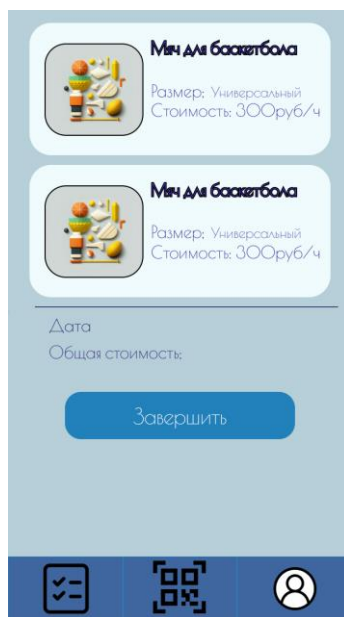 Мяч для баскетбола
Размер: Универсальный
Стоимость: 300руб/ч
Мяч для баскетбола
Размер: Универсальный
Стоимость: 300руб/ч
Дата
Общая стоимость:
Завершить